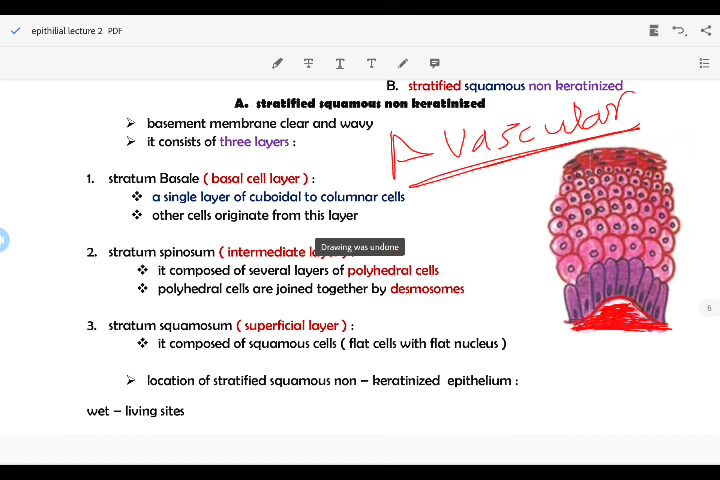 epithilial lecture 2 PDF
B. stratified squamous non keratinized
A. stratified squamous non keratinized
➢ basement membrane clear and wavy
➢ it consists of three layers :
A vascular
1. stratum Basale ( basal cell layer ) :
❖ a single layer of cuboidal to columnar cells
❖ other cells originate from this layer
2. stratum spinosum ( intermediate
Drawing was undone
❖ it composed of several layers of polyhedral cells
❖ polyhedral cells are joined together by desmosomes
6
3. stratum squamosum ( superficial layer ) :
❖ it composed of squamous cells ( flat cells with flat nucleus )
➢ location of stratified squamous non – keratinized epithelium :
wet – living sites